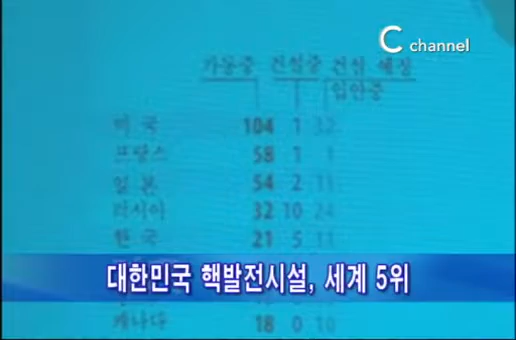 C channel
가동중 건설중 건설 예정
입안중
미국 104 1 32
프랑스 58 1 1
일본 54 2 11
러시아 32 10 24
한국 21 5 11
대한민국 핵발전시설, 세계 5위
캐나다 18 0 10